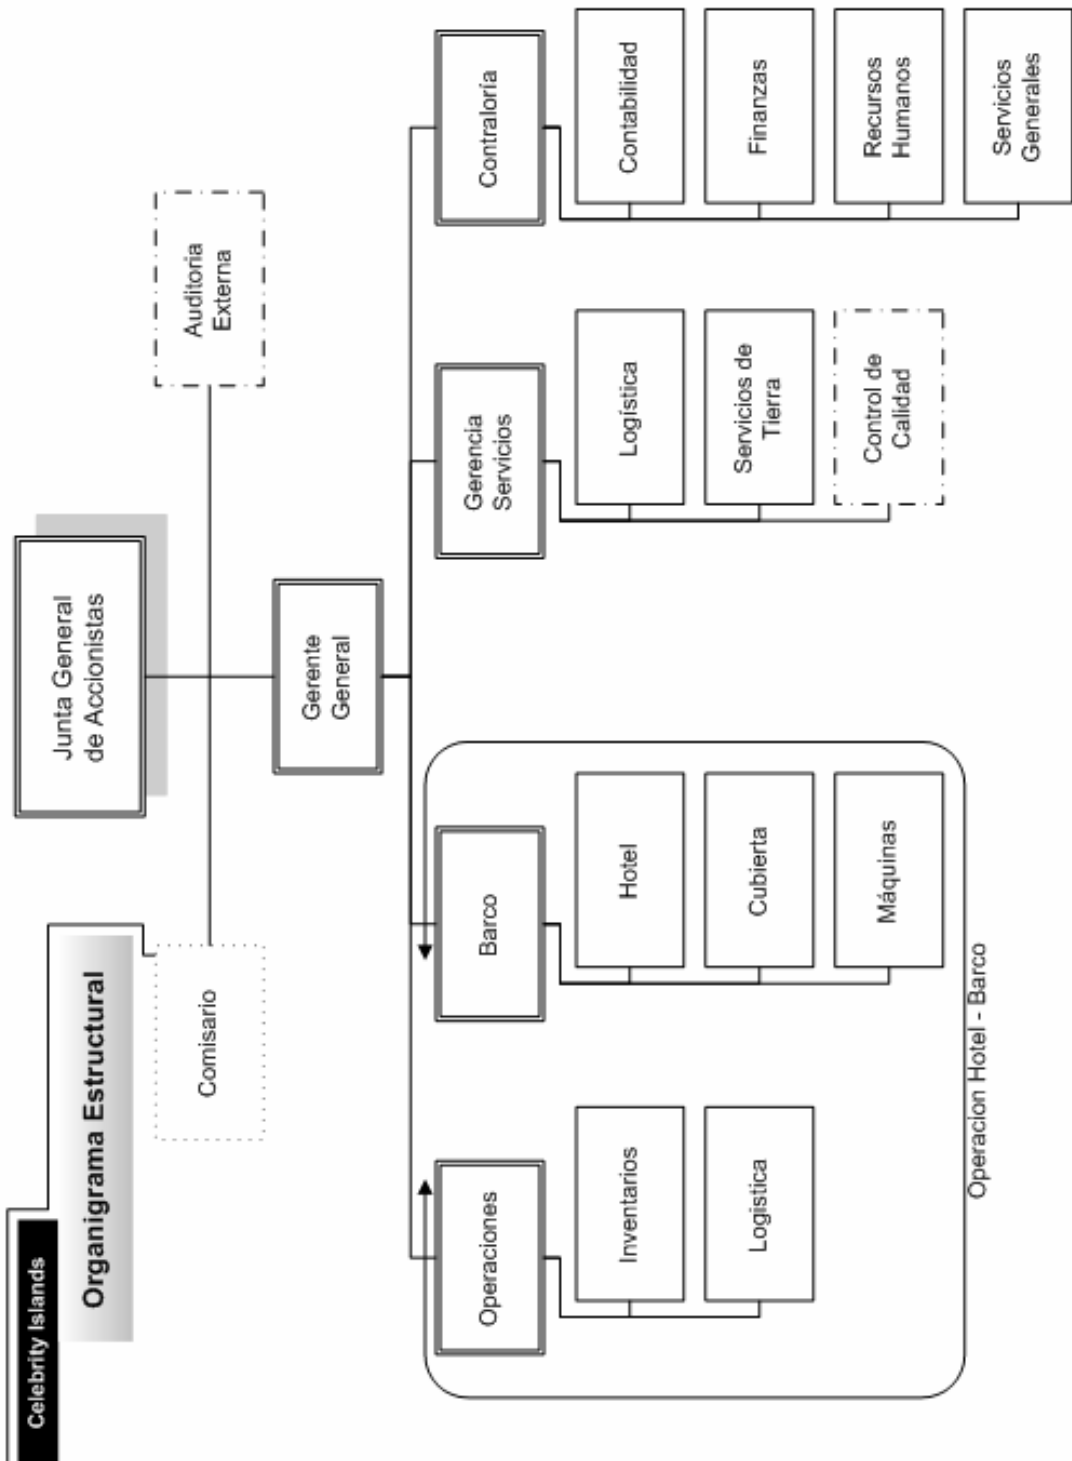 Celebrity Islands
Organigrama Estructural
Junta General
de Accionistas
Comisario
Auditoria
Externa
Gerente
General
Operaciones
Barco
Gerencia
Servicios
Contraloría
Inventarios
Logistica
Hotel
Cubierta
Máquinas
Logística
Servicios de
Tierra
Control de
Calidad
Contabilidad
Finanzas
Recursos
Humanos
Servicios
Generales
Operacion Hotel - Barco